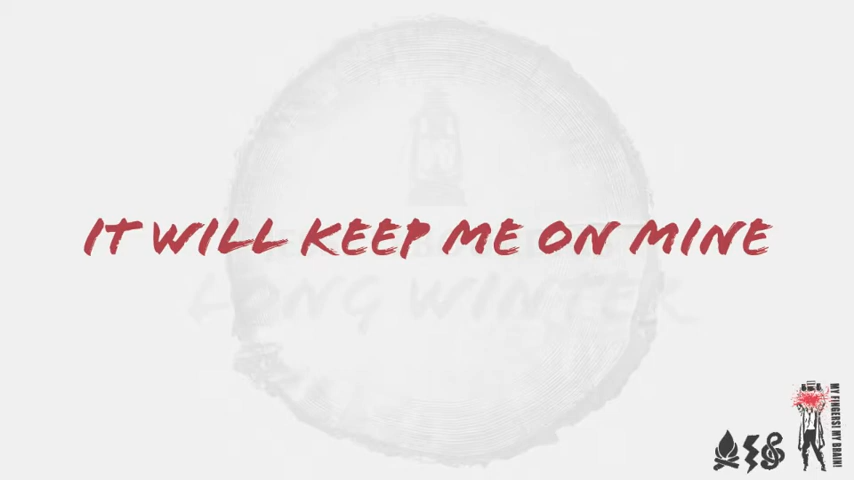 IT WILL KEEP ME ON MINE
LONG WINTER
MY FINGERS! MY BRAIN!